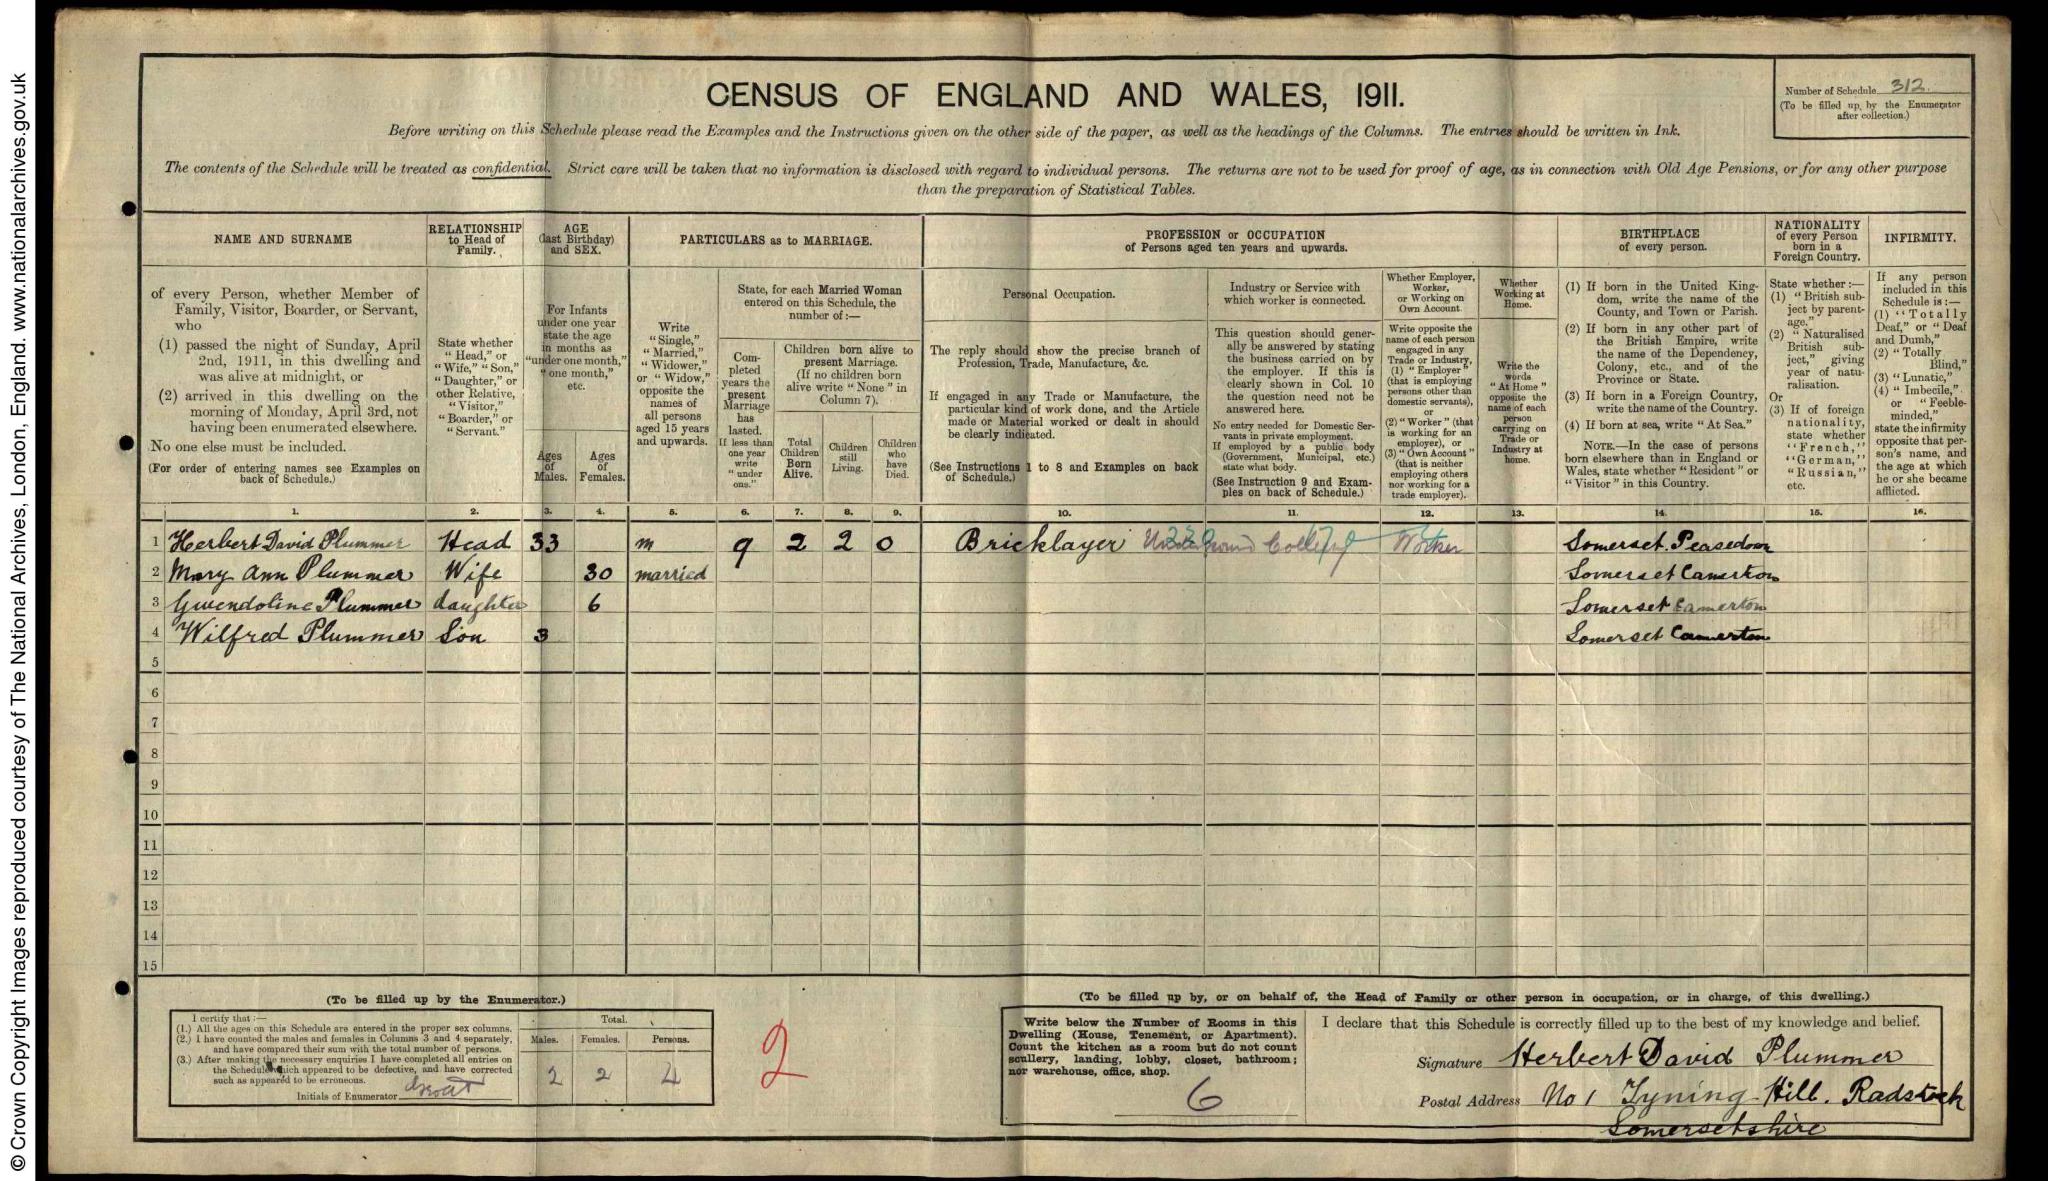 © Crown Copyright Images reproduced courtesy of The National Archives, London, England. www.nationalarchives.gov.uk
CENSUS OF ENGLAND AND WALES, 1911.
Number of Schedule 312.
(To be filled up by the Enumerator
after collection.)
Before writing on this Schedule please read the Examples and the Instructions given on the other side of the paper, as well as the headings of the Columns. The entries should be written in Ink.
The contents of the Schedule will be treated as confidential. Strict care will be taken that no information is disclosed with regard to individual persons. The returns are not to be used for proof of age, as in connection with Old Age Pensions, or for any other purpose
than the preparation of Statistical Tables.
NAME AND SURNAME
of every Person, whether Member of
Family, Visitor, Boarder, or Servant,
who
(1) passed the night of Sunday, April
2nd, 1911, in this dwelling and
was alive at midnight, or
(2) arrived in this dwelling on the
morning of Monday, April 3rd, not
having been enumerated elsewhere.
No one else must be included.
(For order of entering names see Examples on
back of Schedule.)
RELATIONSHIP
to Head of
Family.
State whether
"Head," or
"Wife," "Son,"
"Daughter," or
other Relative,
"Visitor,"
"Boarder," or
"Servant."
AGE
(last Birthday)
and SEX.
For Infants
under one year
state the age
in months as
"under one month,"
"one month,"
etc.
Ages
of
Males.
Ages
of
Females.
PARTICULARS as to MARRIAGE.
Write
"Single,"
"Married,"
"Widower,"
or "Widow,"
opposite the
names of
all persons
aged 15 years
and upwards.
State, for each Married Woman
entered on this Schedule, the
number of :—
Com-
pleted
years the
present
Marriage
has
lasted.
If less than
one year
write
"under
one."
Children born alive to
present Marriage.
(If no children born
alive write "None" in
Column 7).
Total
Children
Born
Alive.
Children
still
Living.
Children
who
have
Died.
PROFESSION or OCCUPATION
of Persons aged ten years and upwards.
Personal Occupation.
The reply should show the precise branch of
Profession, Trade, Manufacture, &c.
If engaged in any Trade or Manufacture, the
particular kind of work done, and the Article
made or Material worked or dealt in should
be clearly indicated.
(See Instructions 1 to 8 and Examples on back
of Schedule.)
Industry or Service with
which worker is connected.
This question should gener-
ally be answered by stating
the business carried on by
the employer. If this is
clearly shown in Col. 10
the question need not be
answered here.
No entry needed for Domestic Ser-
vants in private employment.
If employed by a public body
(Government, Municipal, etc.)
state what body.
(See Instruction 9 and Exam-
ples on back of Schedule.)
Whether Employer,
Worker,
or Working on
Own Account.
Write opposite the
name of each person
engaged in any
Trade or Industry,
(1) "Employer"
(that is employing
persons other than
domestic servants),
or
(2) "Worker" (that
is working for an
employer), or
(3) "Own Account"
(that is neither
employing others
nor working for a
trade employer).
Whether
Working at
Home.
Write the
words
"At Home"
opposite the
name of each
person
carrying on
Trade or
Industry at
home.
BIRTHPLACE
of every person.
(1) If born in the United King-
dom, write the name of the
County, and Town or Parish.
(2) If born in any other part of
the British Empire, write
the name of the Dependency,
Colony, etc., and of the
Province or State.
(3) If born in a Foreign Country,
write the name of the Country.
(4) If born at sea, write "At Sea."
NOTE.—In the case of persons
born elsewhere than in England or
Wales, state whether "Resident" or
"Visitor" in this Country.
NATIONALITY
of every Person
born in a
Foreign Country.
State whether :—
(1) "British sub-
ject by parent-
age."
(2) "Naturalised
British sub-
ject," giving
year of natu-
ralisation.
Or
(3) If of foreign
nationality,
state whether
"French,"
"German,"
"Russian,"
etc.
INFIRMITY.
If any person
included in this
Schedule is :—
(1) "Totally
Deaf," or "Deaf
and Dumb,"
(2) "Totally
Blind,"
(3) "Lunatic,"
(4) "Imbecile,"
or "Feeble-
minded,"
state the infirmity
opposite that per-
son's name, and
the age at which
he or she became
afflicted.
1. 2. 3. 4. 5. 6. 7. 8. 9. 10. 11. 12. 13. 14. 15. 16.
1 Herbert David Plummer Head 33 m 9 2 2 0 Bricklayer Underground Colliery Worker Somerset Peasedown
2 Mary Ann Plummer Wife 30 married Somerset Camerton
3 Gwendoline Plummer daughter 6 Somerset Camerton
4 Wilfred Plummer Son 3 Somerset Camerton
5
6
7
8
9
10
11
12
13
14
15
(To be filled up by the Enumerator.)
I certify that :—
(1.) All the ages on this Schedule are entered in the proper sex columns.
(2.) I have counted the males and females in Columns 3 and 4 separately,
and have compared their sum with the total number of persons.
(3.) After making the necessary enquiries I have completed all entries on
the Schedule which appeared to be defective, and have corrected
such as appeared to be erroneous.
Initials of Enumerator
Total.
Males. Females. Persons.
2 2 4
2
(To be filled up by, or on behalf of, the Head of Family or other person in occupation, or in charge, of this dwelling.)
Write below the Number of Rooms in this
Dwelling (House, Tenement, or Apartment).
Count the kitchen as a room but do not count
scullery, landing, lobby, closet, bathroom ;
nor warehouse, office, shop.
6
I declare that this Schedule is correctly filled up to the best of my knowledge and belief.
Signature Herbert David Plummer
Postal Address No 1 Tyning Hill. Radstock
Somersetshire